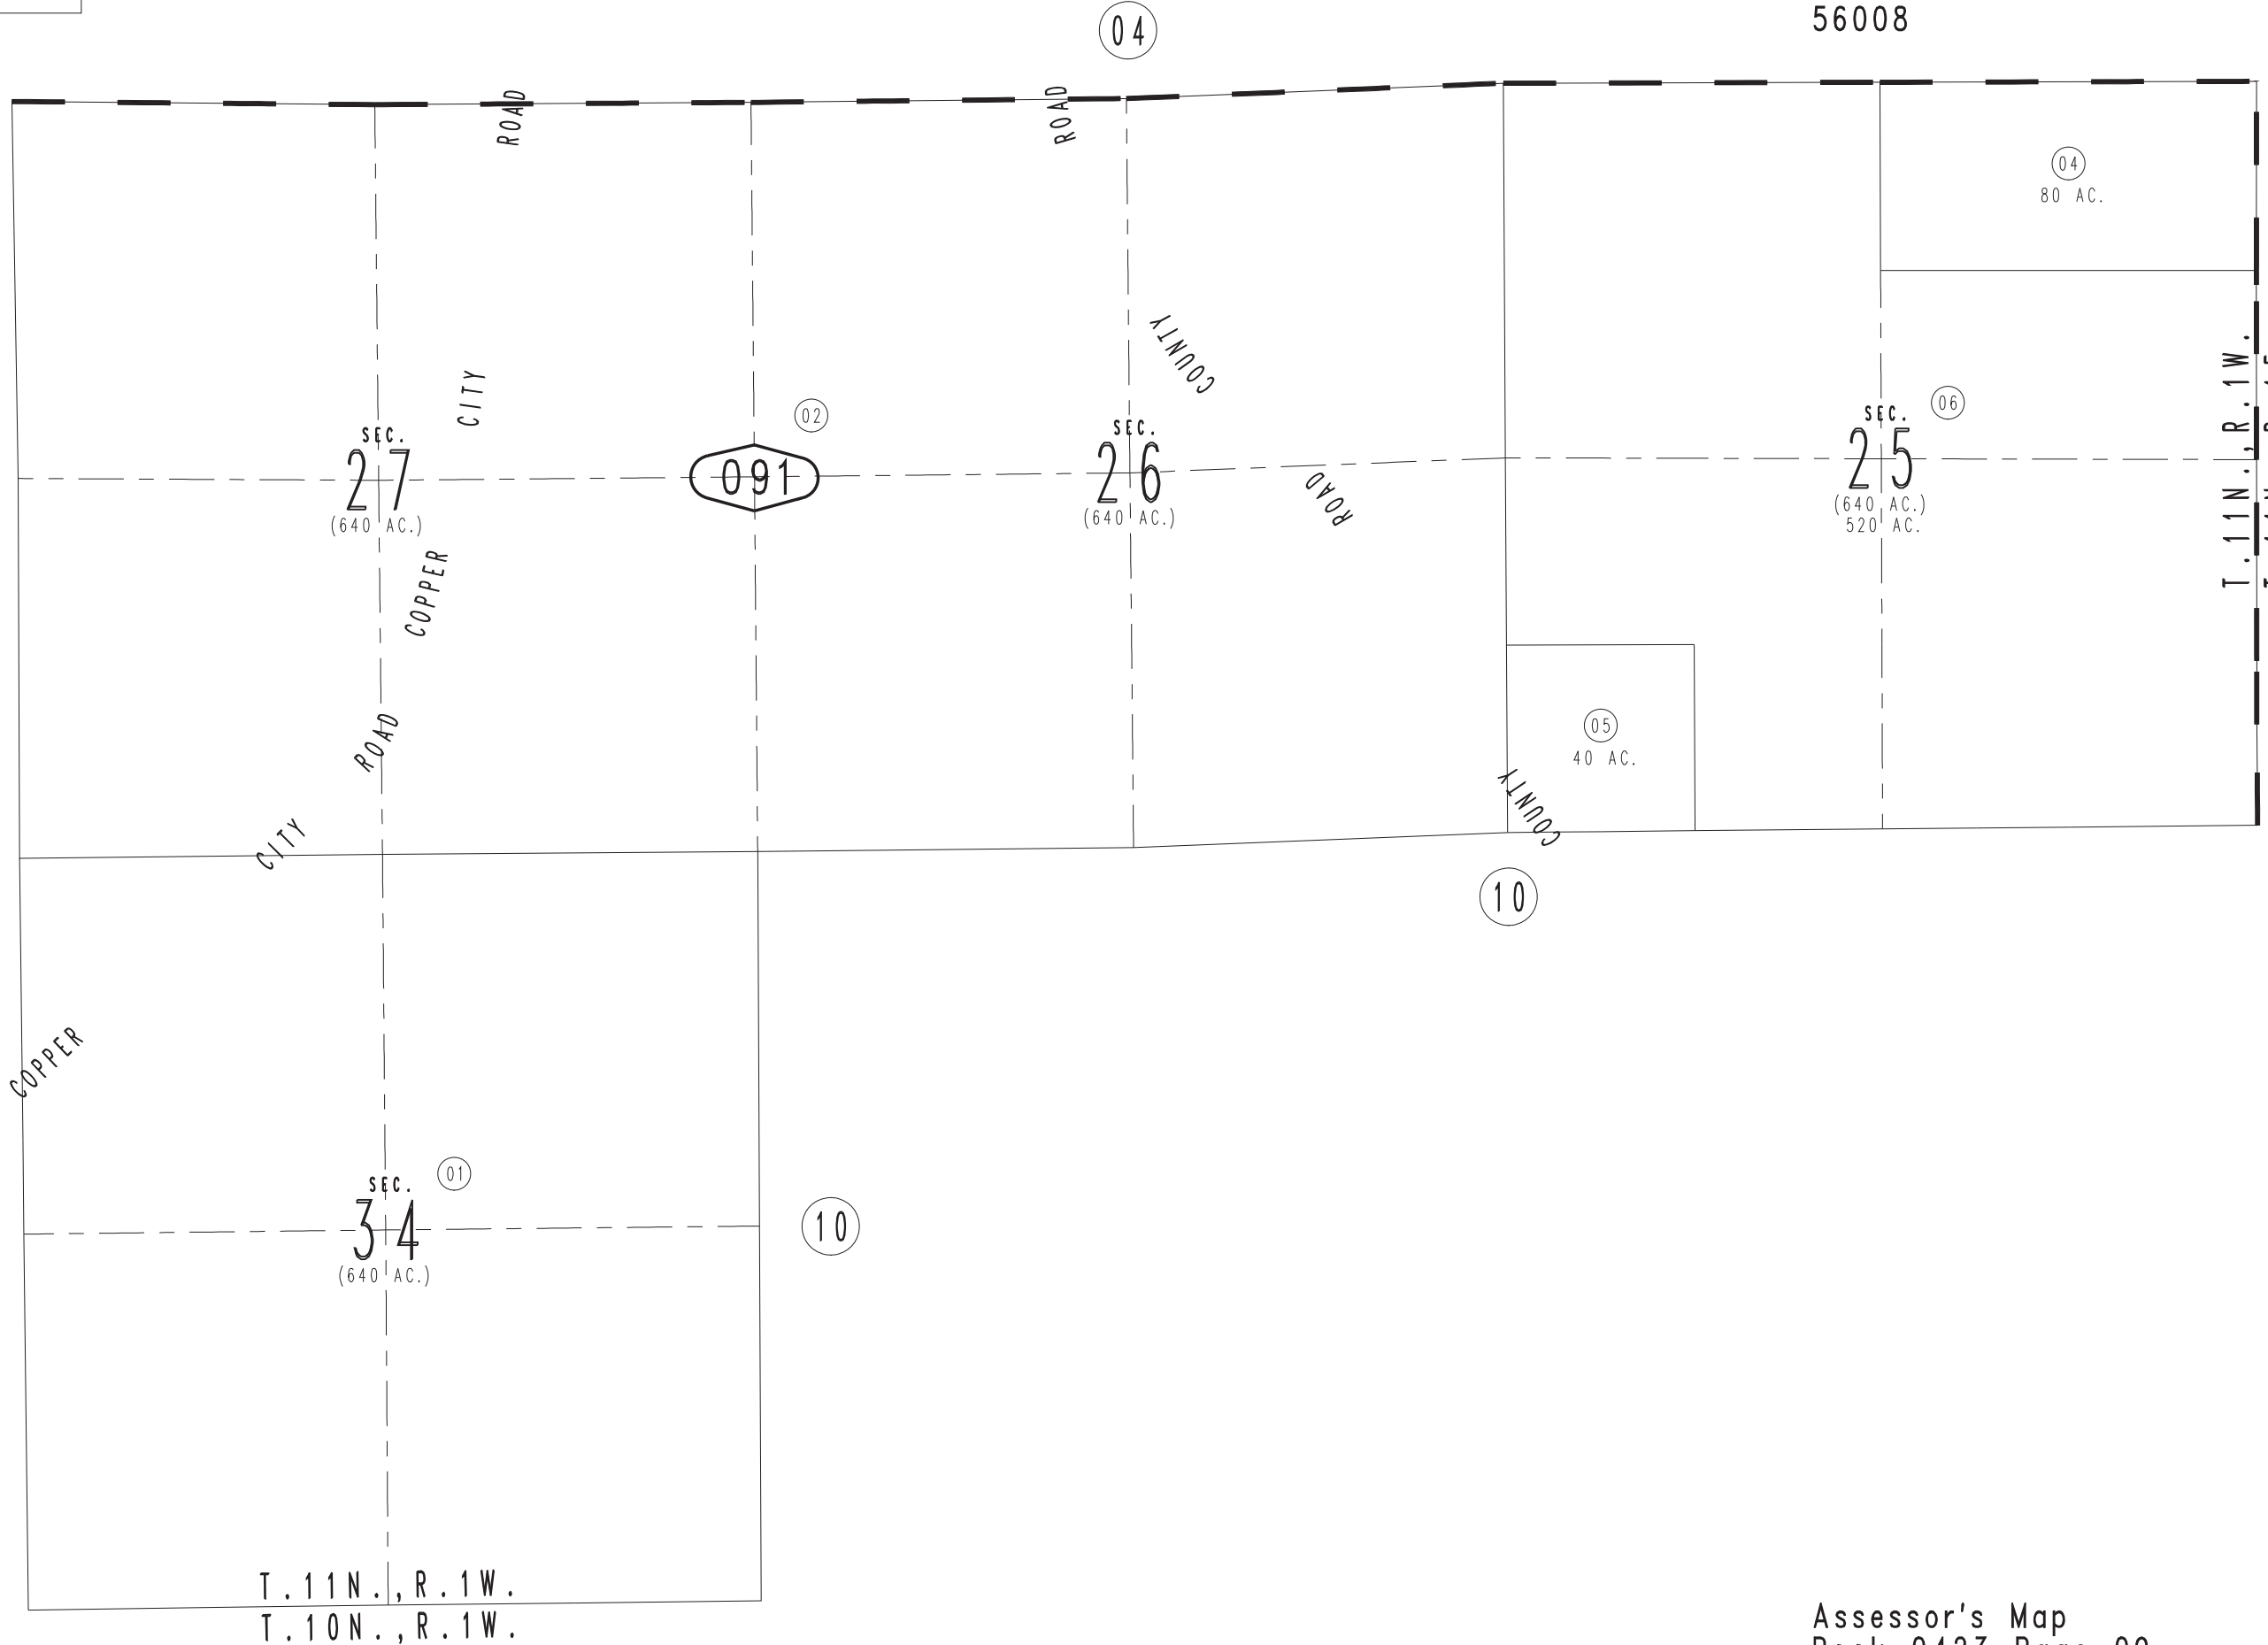 04
56008
ROAD
ROAD
04
80 AC.
COUNTY
CITY
02
06
SEC.
27
(640 AC.)
091
SEC.
26
(640 AC.)
ROAD
SEC.
25
(640 AC.)
520 AC.
T.11N.,R.1W.
COPPER
ROAD
05
40 AC.
COUNTY
CITY
10
COPPER
01
SEC.
34
(640 AC.)
10
T.11N.,R.1W.
T.10N.,R.1W.
Assessor's Map